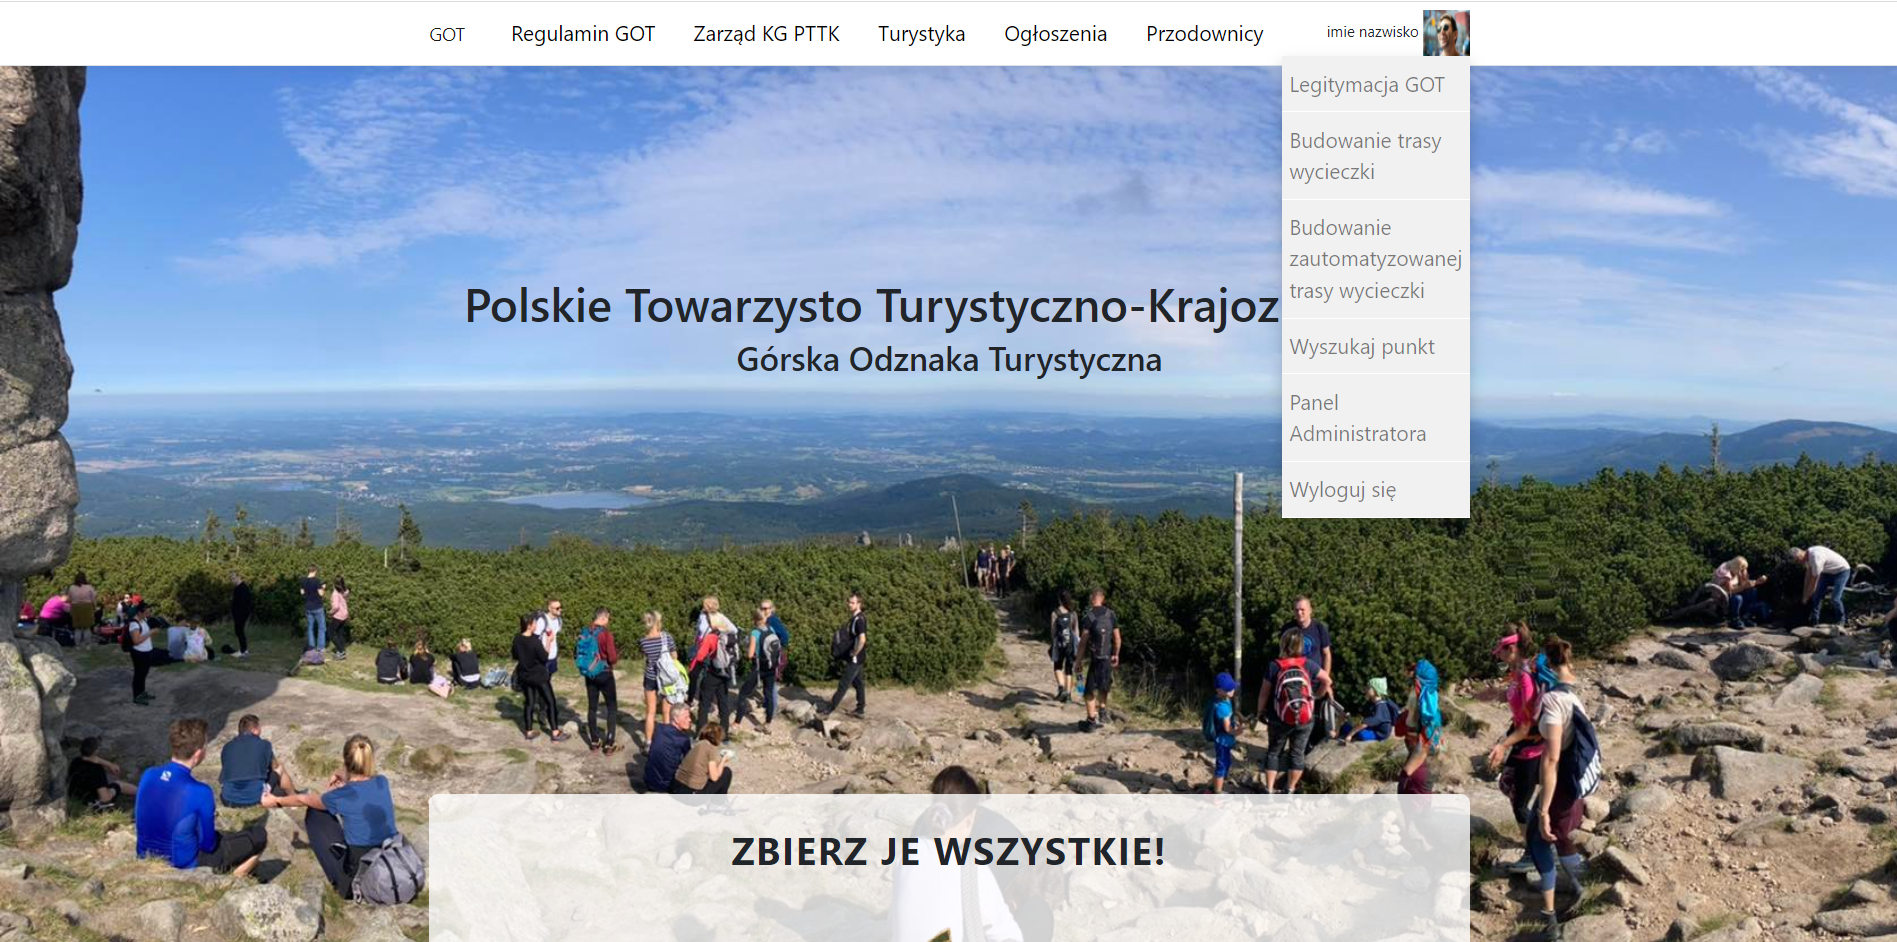 GOT Regulamin GOT Zarząd KG PTTK Turystyka Ogłoszenia Przodownicy imie nazwisko
Legitymacja GOT
Budowanie trasy
wycieczki
Budowanie
zautomatyzowanej
trasy wycieczki
Wyszukaj punkt
Panel
Administratora
Wyloguj się
Polskie Towarzysto Turystyczno-Krajoz
Górska Odznaka Turystyczna
ZBIERZ JE WSZYSTKIE!